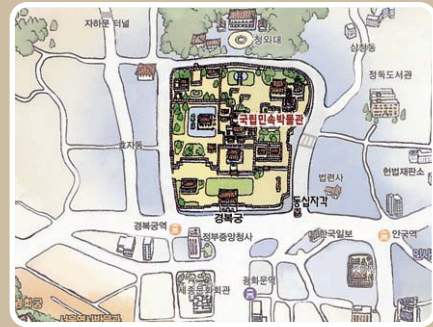 자하문 터널
청와대
삼청동
정독도서관
국립민속박물관
효자동
법련사
헌법재판소
동십자각
경복궁
경복궁역
정부중앙청사
한국일보
안국역
세종문화회관
광화문역